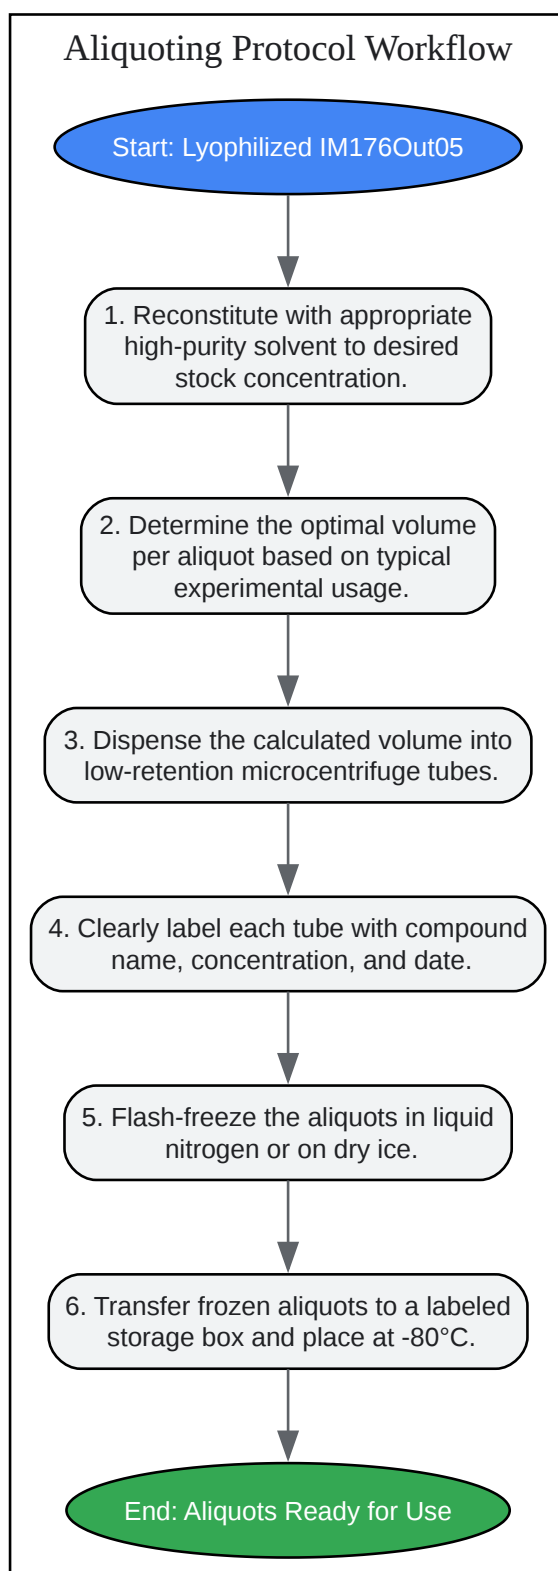 Aliquoting Protocol Workflow
Start: Lyophilized IM176Out05
1. Reconstitute with appropriate
high-purity solvent to desired
stock concentration.
2. Determine the optimal volume
per aliquot based on typical
experimental usage.
3. Dispense the calculated volume into
low-retention microcentrifuge tubes.
4. Clearly label each tube with compound
name, concentration, and date.
5. Flash-freeze the aliquots in liquid
nitrogen or on dry ice.
6. Transfer frozen aliquots to a labeled
storage box and place at -80°C.
End: Aliquots Ready for Use